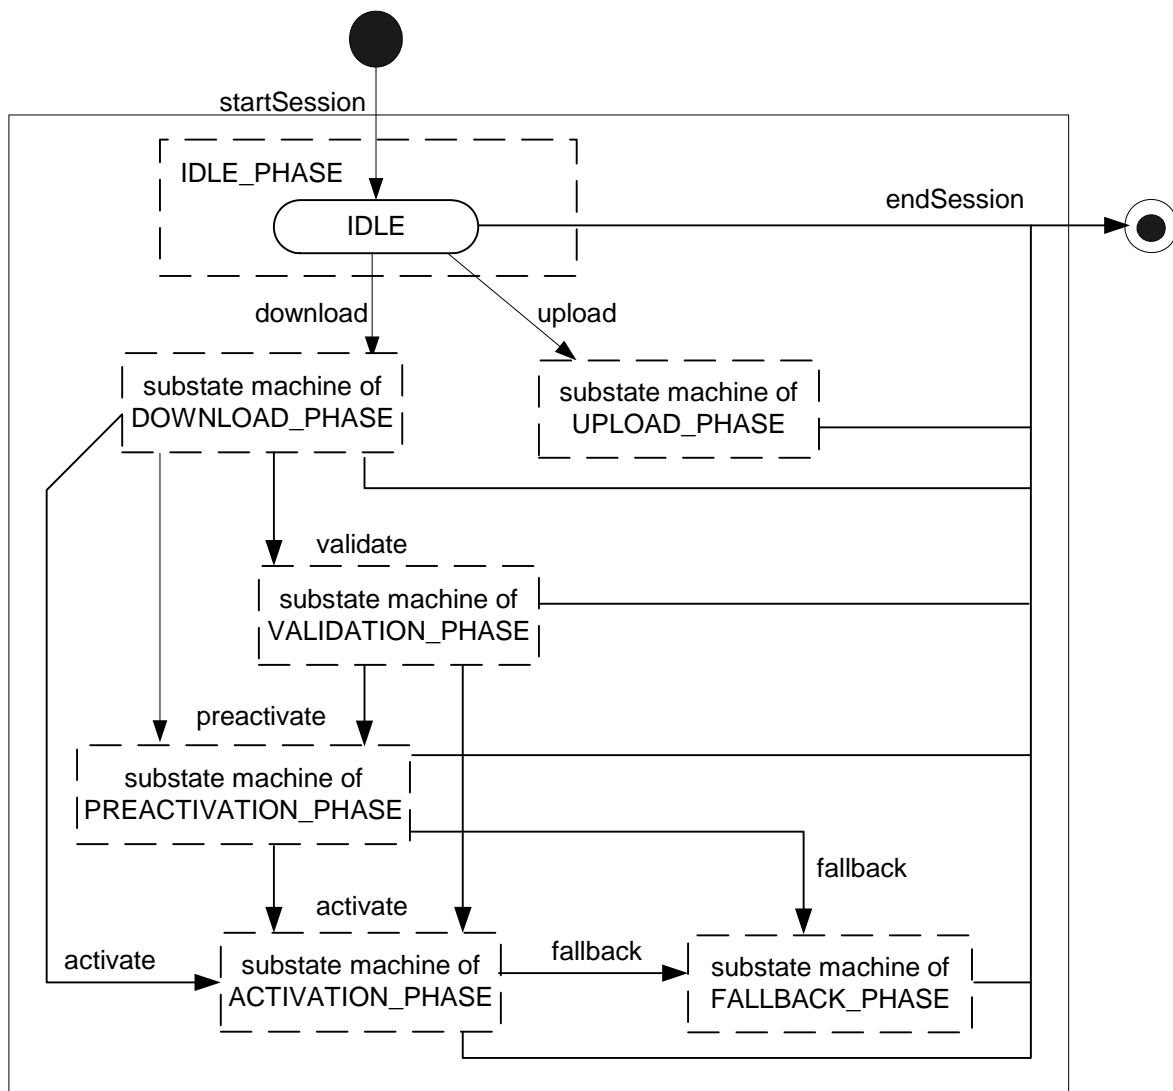 startSession
IDLE_PHASE
endSession
IDLE
download
upload
substate machine of
DOWNLOAD_PHASE
substate machine of
UPLOAD_PHASE
validate
substate machine of
VALIDATION_PHASE
preactivate
substate machine of
PREACTIVATION_PHASE
fallback
activate
activate
substate machine of
ACTIVATION_PHASE
fallback
substate machine of
FALLBACK_PHASE